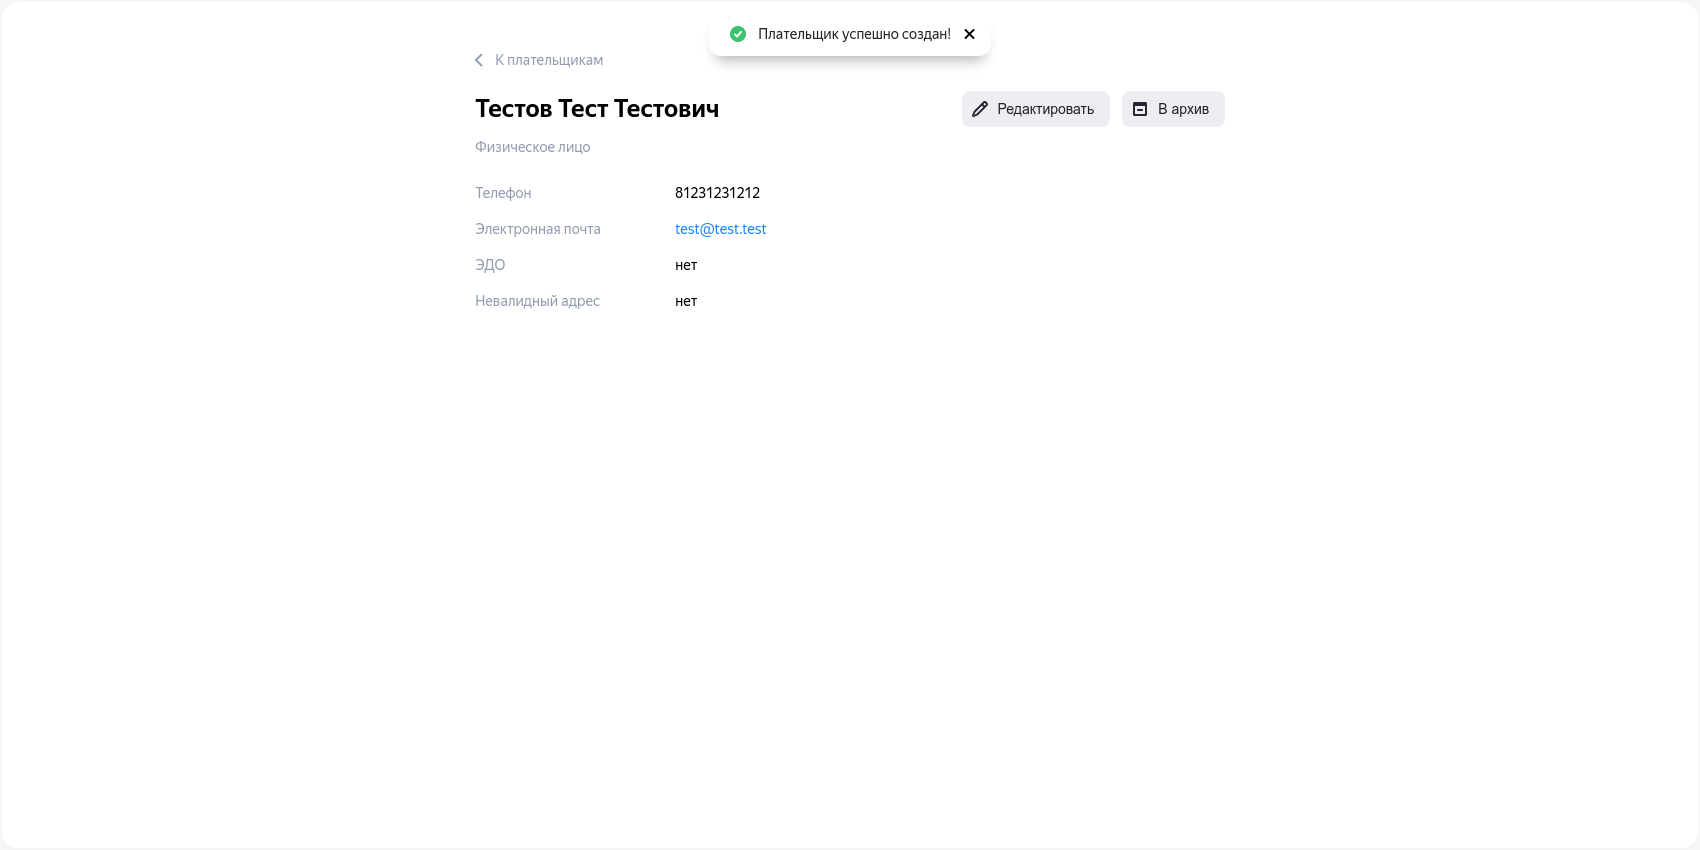 Плательщик успешно создан!
К плательщикам
Тестов Тест Тестович
Редактировать
В архив
Физическое лицо
Телефон 81231231212
Электронная почта test@test.test
ЭДО нет
Невалидный адрес нет